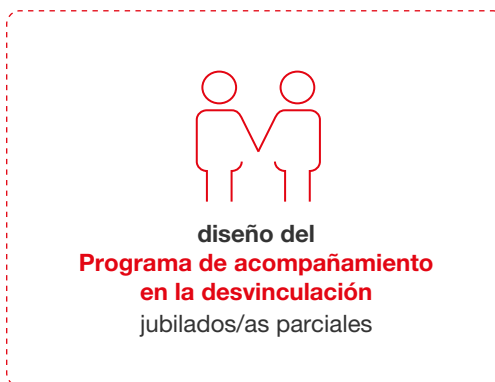 diseño del
Programa de acompañamiento
en la desvinculación
jubilados/as parciales